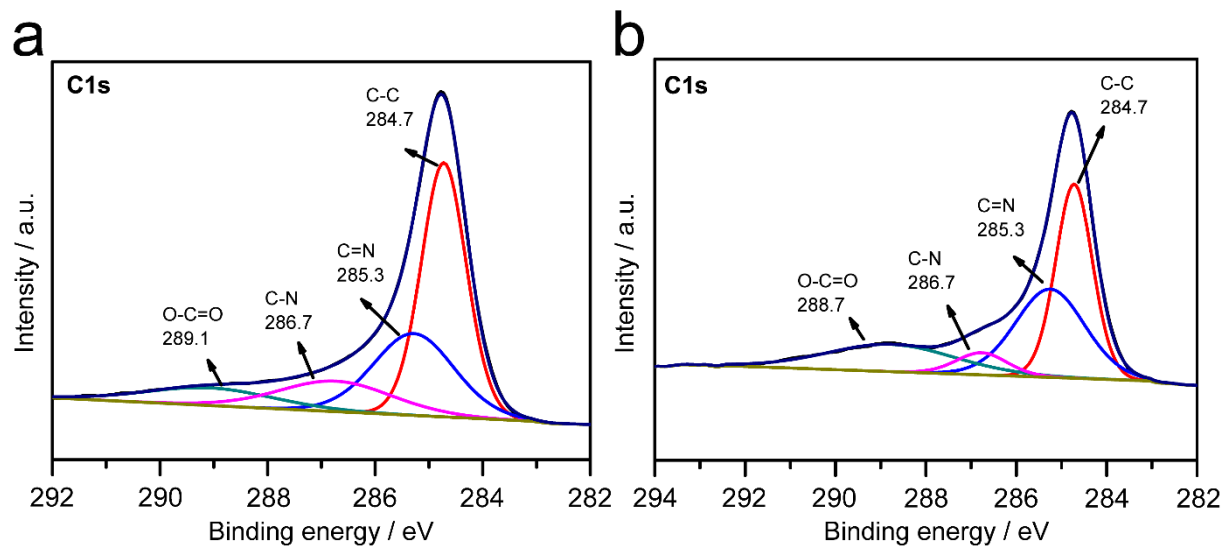 a
C1s
C-C
284.7
C=N
285.3
C-N
286.7
O-C=O
289.1
Intensity / a.u.
292 290 288 286 284 282
Binding energy / eV
b
C1s
C-C
284.7
C=N
285.3
C-N
286.7
O-C=O
288.7
Intensity / a.u.
294 292 290 288 286 284 282
Binding energy / eV